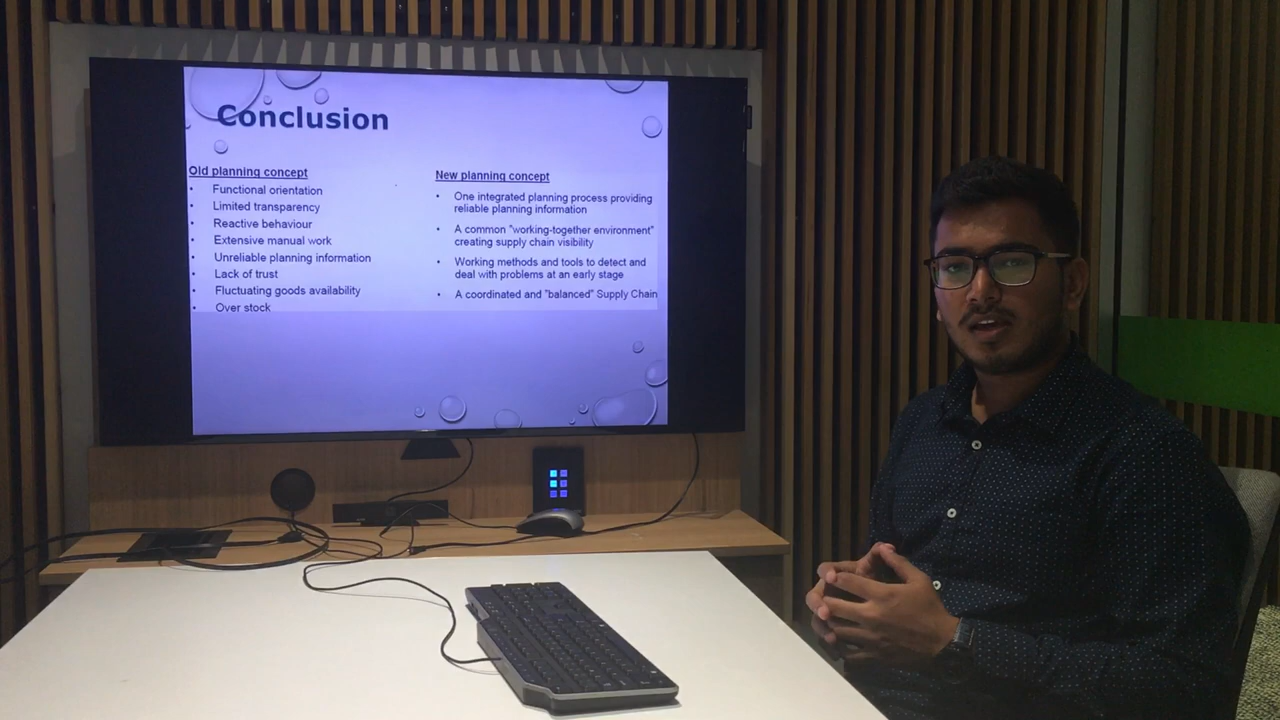 Conclusion
Old planning concept
• Functional orientation
• Limited transparency
• Reactive behaviour
• Extensive manual work
• Unreliable planning information
• Lack of trust
• Fluctuating goods availability
• Over stock
New planning concept
• One integrated planning process providing
reliable planning information
• A common "working-together environment"
creating supply chain visibility
• Working methods and tools to detect and
deal with problems at an early stage
• A coordinated and "balanced" Supply Chain